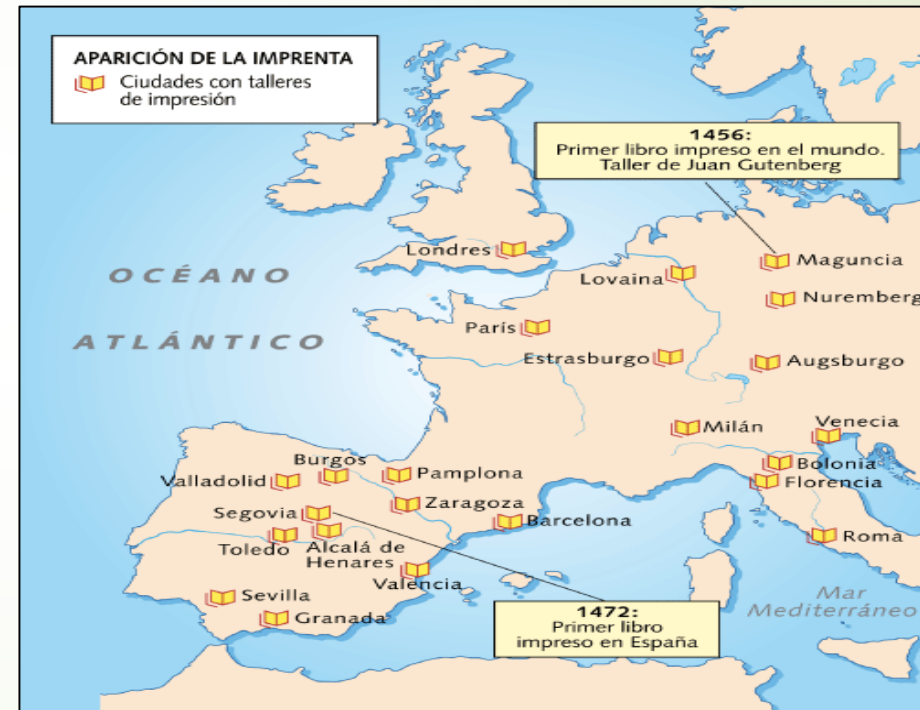 APARICIÓN DE LA IMPRENTA
Ciudades con talleres
de impresión
1456:
Primer libro impreso en el mundo.
Taller de Juan Gutenberg
Londres
Lovaina
Maguncia
Nuremberg
OCÉANO
ATLÁNTICO
París
Estrasburgo
Augsburgo
Milán
Venecia
Bolonia
Florencia
Roma
Burgos
Pamplona
Valladolid
Zaragoza
Segovia
Barcelona
Toledo
Alcalá de
Henares
Valencia
Sevilla
Granada
1472:
Primer libro
impreso en España
Mar
Mediterráneo